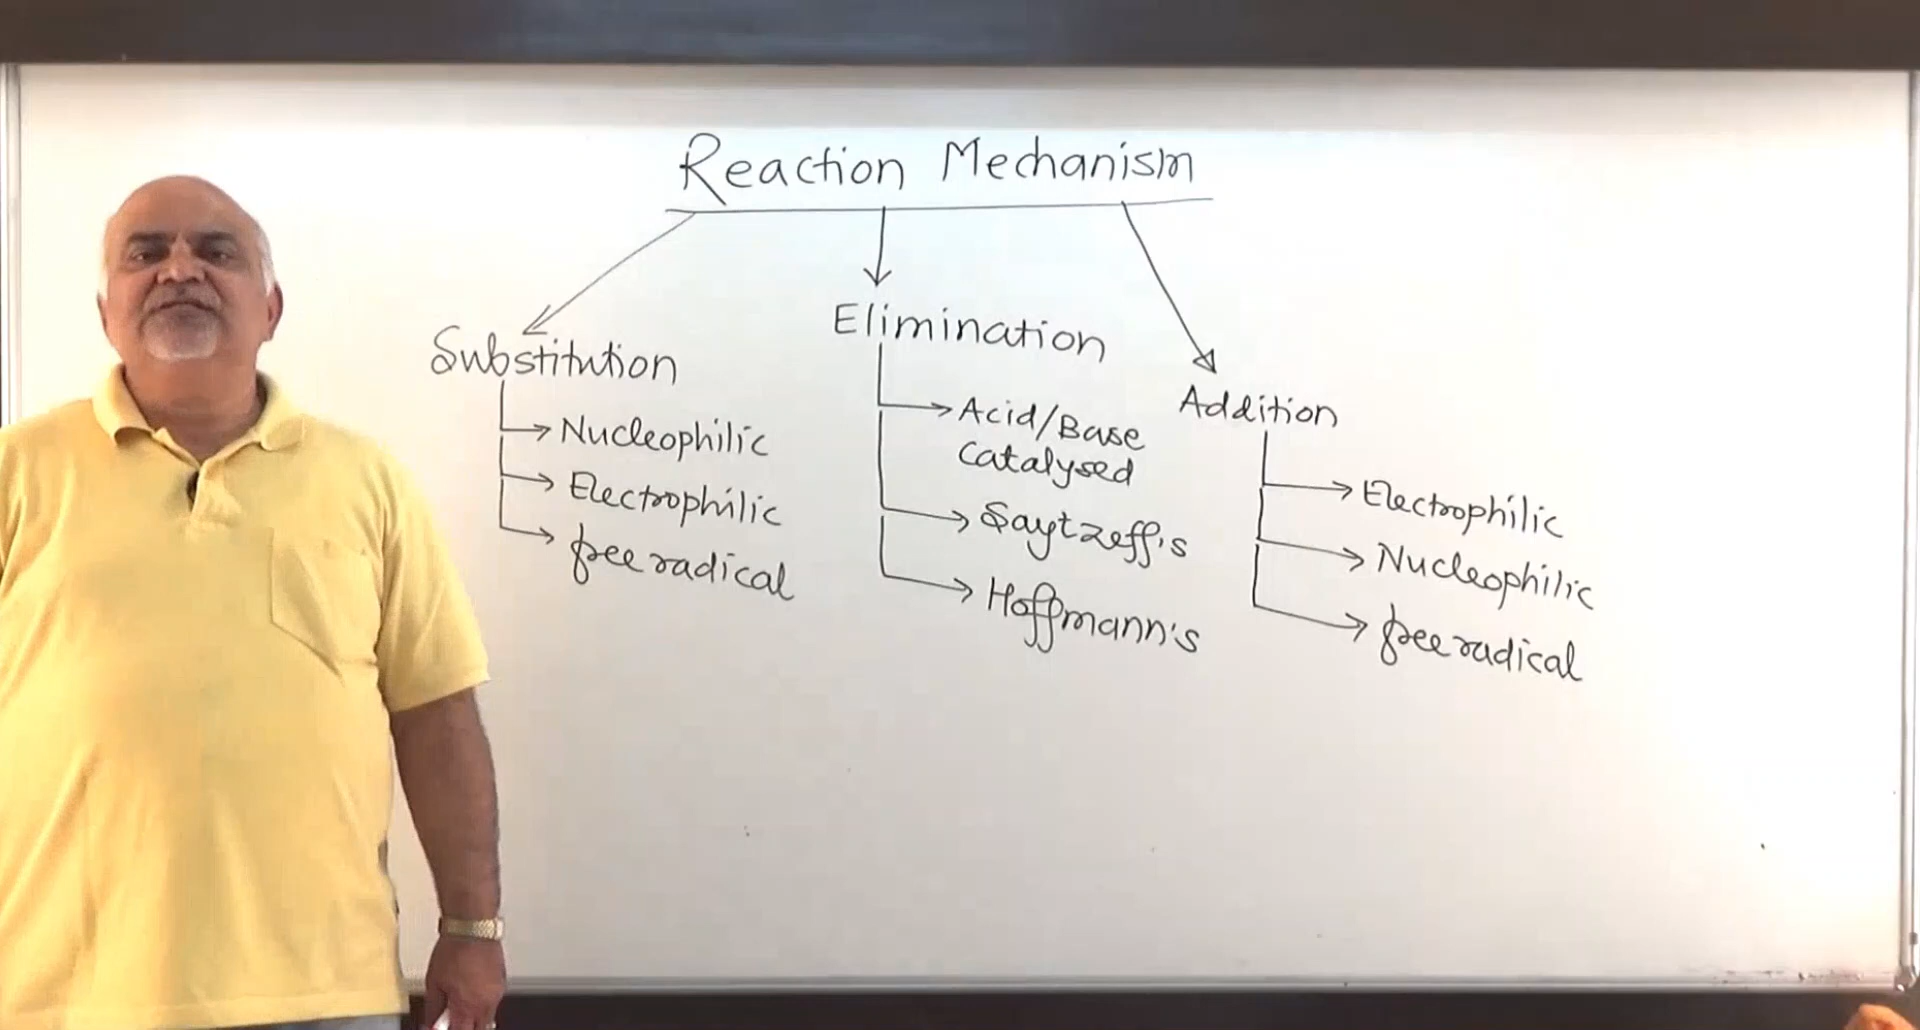 Reaction Mechanism
Substitution
Nucleophilic
Electrophilic
free radical
Elimination
Acid/Base
Catalysed
Saytzeff's
Hoffmann's
Addition
Electrophilic
Nucleophilic
free radical